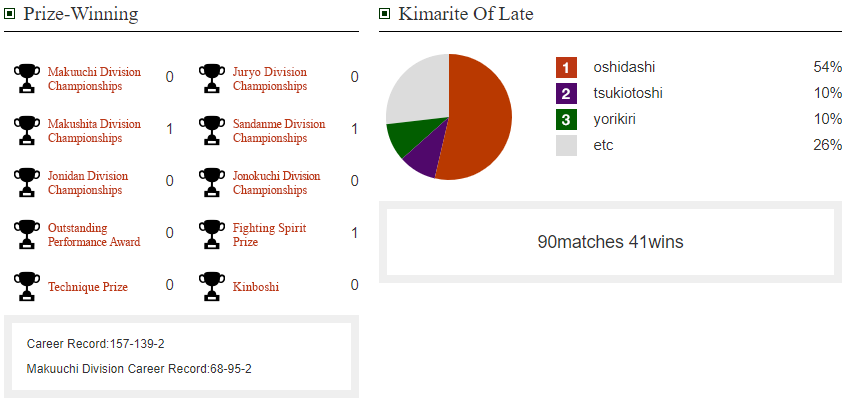 Prize-Winning
Makuuchi Division
Championships
0
Juryo Division
Championships
0
Makushita Division
Championships
1
Sandanme Division
Championships
1
Jonidan Division
Championships
0
Jonokuchi Division
Championships
0
Outstanding
Performance Award
0
Fighting Spirit
Prize
1
Technique Prize
0
Kinboshi
0
Career Record:157-139-2
Makuuchi Division Career Record:68-95-2
Kimarite Of Late
1 oshidashi 54%
2 tsukiotoshi 10%
3 yorikiri 10%
etc 26%
90matches 41wins